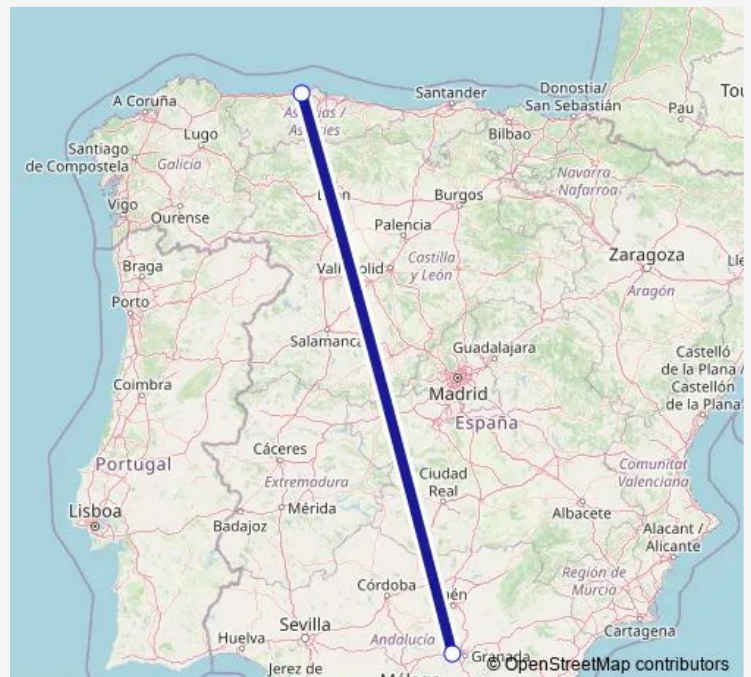 A Coruña
Santander
Donostia/
San Sebastián
Pau
Lugo
Bilbao
Santiago
de Compostela
Galicia
Navarra
Nafarroa
Vigo
Ourense
Burgos
Palencia
Zaragoza
Braga
Castilla
y León
Aragón
Porto
Guadalajara
Castelló
de la Plana /
Castellón
de la Plana
Coimbra
Madrid
España
Cáceres
Portugal
Extremadura
Ciudad
Real
Comunitat
Valenciana
Lisboa
Mérida
Badajoz
Albacete
Alacant /
Alicante
Región de
Murcia
Córdoba
Sevilla
Huelva
Andalucía
Cartagena
Granada
© OpenStreetMap contributors
Jerez de